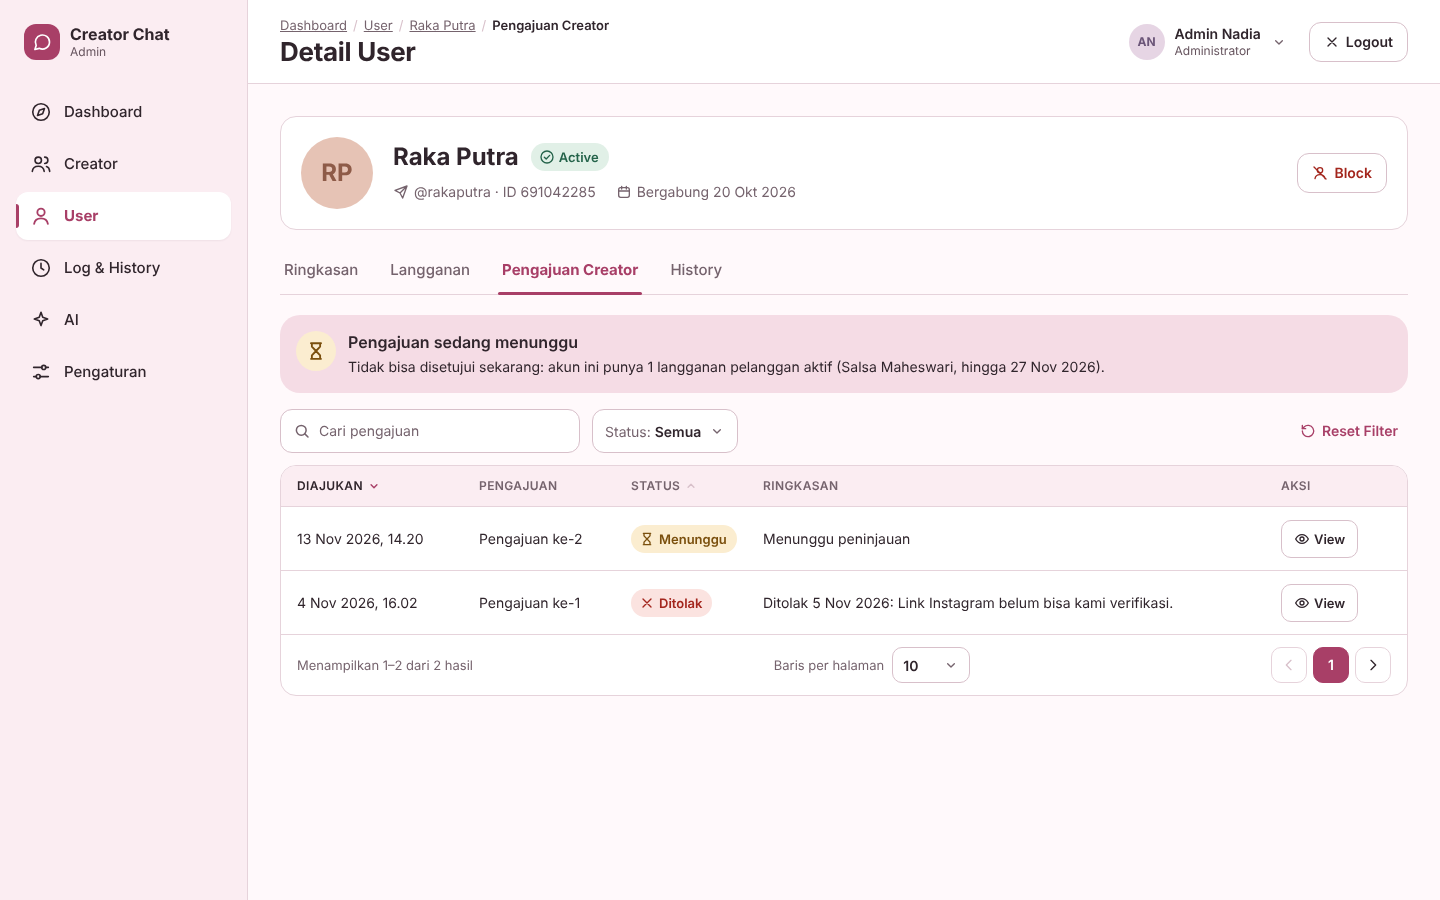 Creator Chat
Admin
Dashboard
Creator
User
Log & History
AI
Pengaturan
Dashboard / User / Raka Putra / Pengajuan Creator
Detail User
AN
Admin Nadia
Administrator
Logout
RP
Raka Putra
Active
@rakaputra · ID 691042285
Bergabung 20 Okt 2026
Block
Ringkasan
Langganan
Pengajuan Creator
History
Pengajuan sedang menunggu
Tidak bisa disetujui sekarang: akun ini punya 1 langganan pelanggan aktif (Salsa Maheswari, hingga 27 Nov 2026).
Cari pengajuan
Status: Semua
Reset Filter
DIAJUKAN PENGAJUAN STATUS RINGKASAN AKSI
13 Nov 2026, 14.20 Pengajuan ke-2 Menunggu Menunggu peninjauan View
4 Nov 2026, 16.02 Pengajuan ke-1 Ditolak Ditolak 5 Nov 2026: Link Instagram belum bisa kami verifikasi. View
Menampilkan 1–2 dari 2 hasil
Baris per halaman 10
1